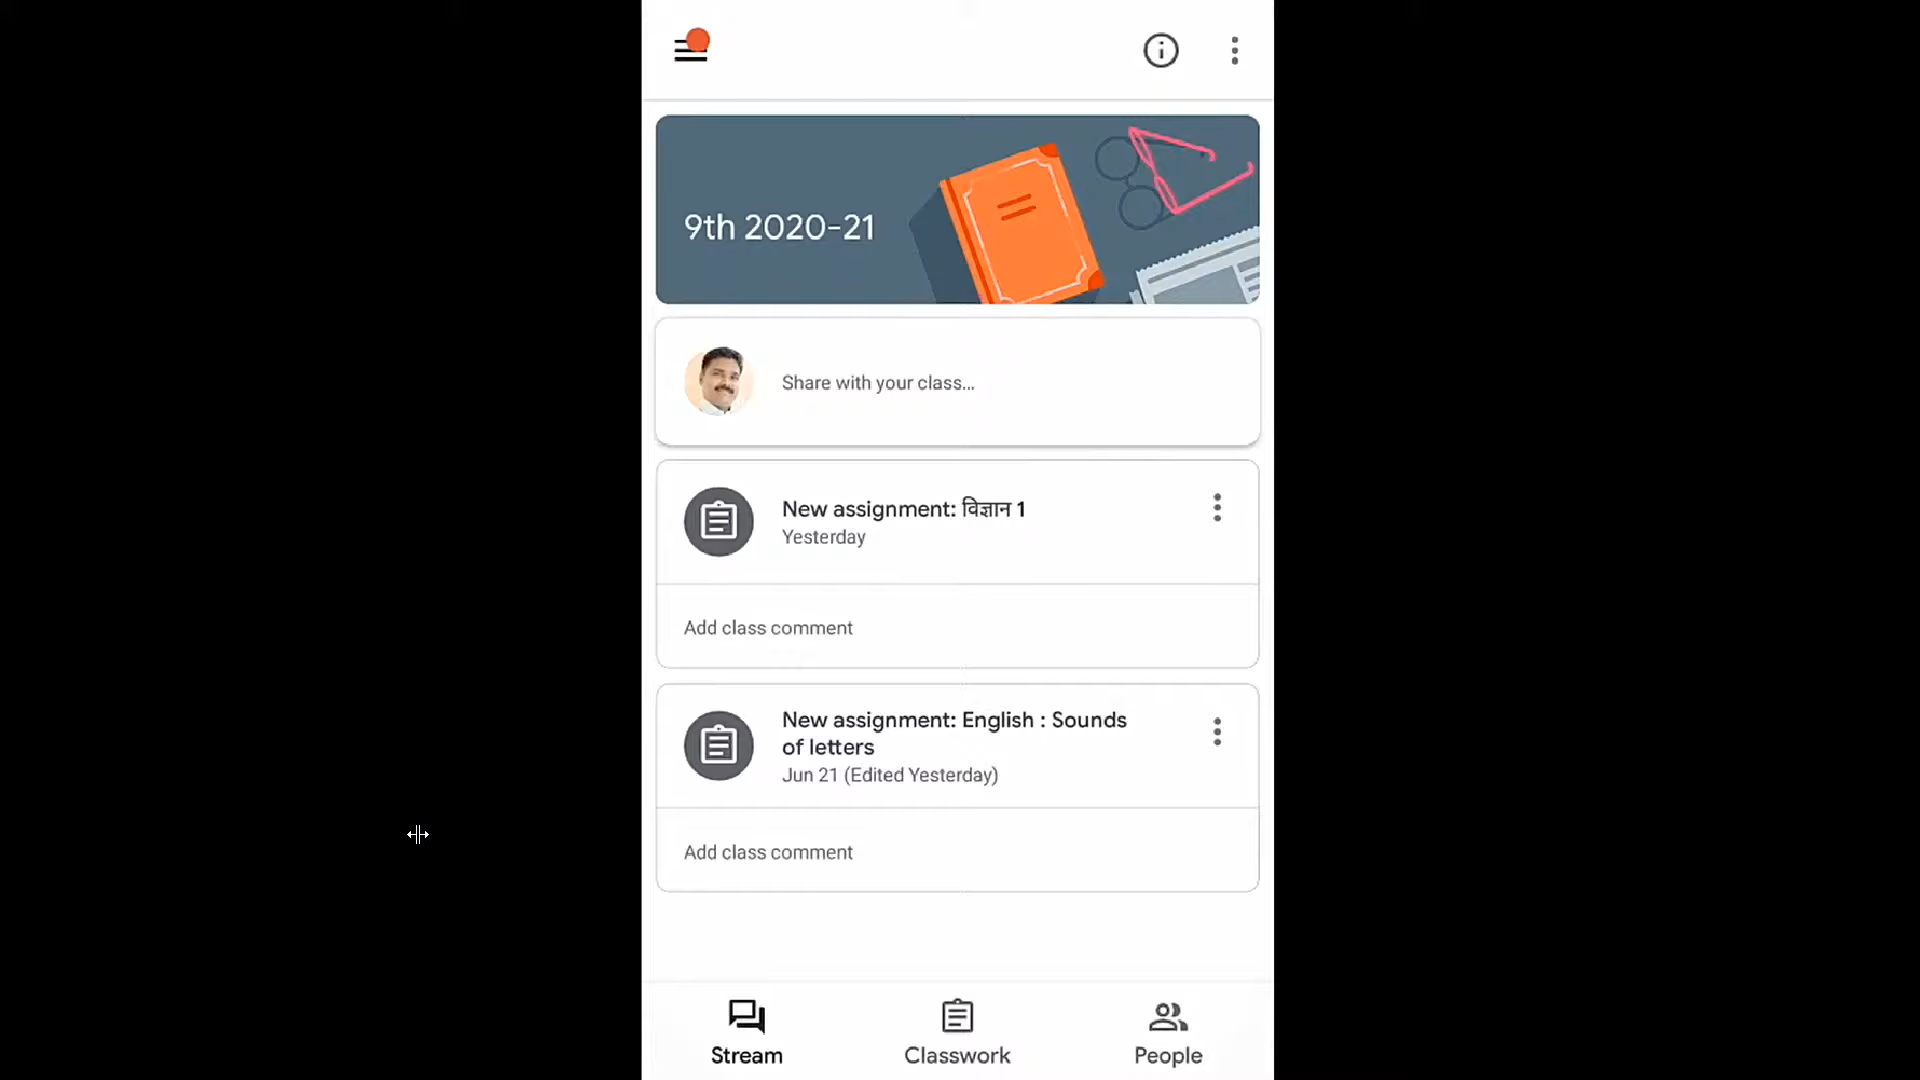 9th 2020-21
Share with your class...
New assignment: विज्ञान 1
Yesterday
Add class comment
New assignment: English : Sounds
of letters
Jun 21 (Edited Yesterday)
Add class comment
Stream
Classwork
People